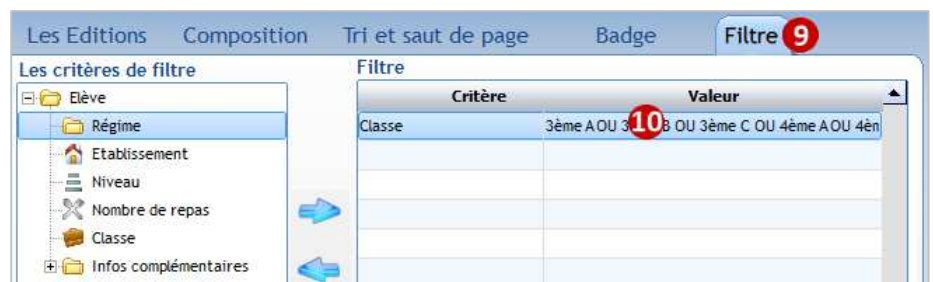 Les Editions Composition Tri et saut de page Badge Filtre 9
Les critères de filtre Filtre
Critère Valeur
Elève
Régime
Classe 3ème A OU 3 10 B OU 3ème C OU 4ème A OU 4èm
Etablissement
Niveau
Nombre de repas
Classe
Infos complémentaires